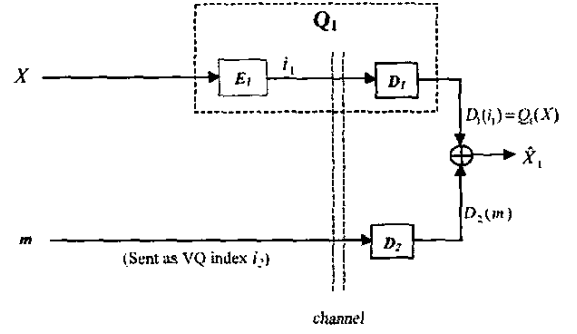 Q₁
X
E₁
i₁
D₁
D₁(i₁) = Q₁(X)
X̂₁
D₂(m)
m
D₂
(Sent as VQ index i₂)
channel